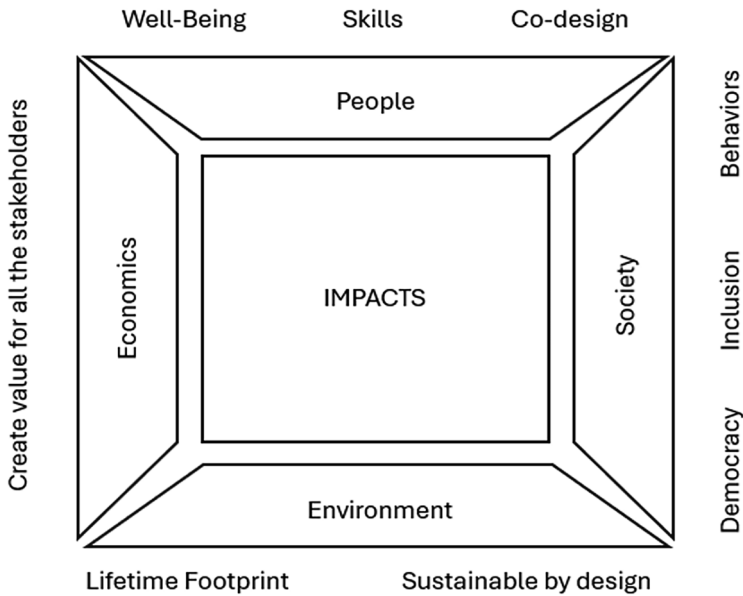 Well-Being Skills Co-design
People
Create value for all the stakeholders
Economics
IMPACTS
Society
Behaviors
Inclusion
Democracy
Environment
Lifetime Footprint Sustainable by design